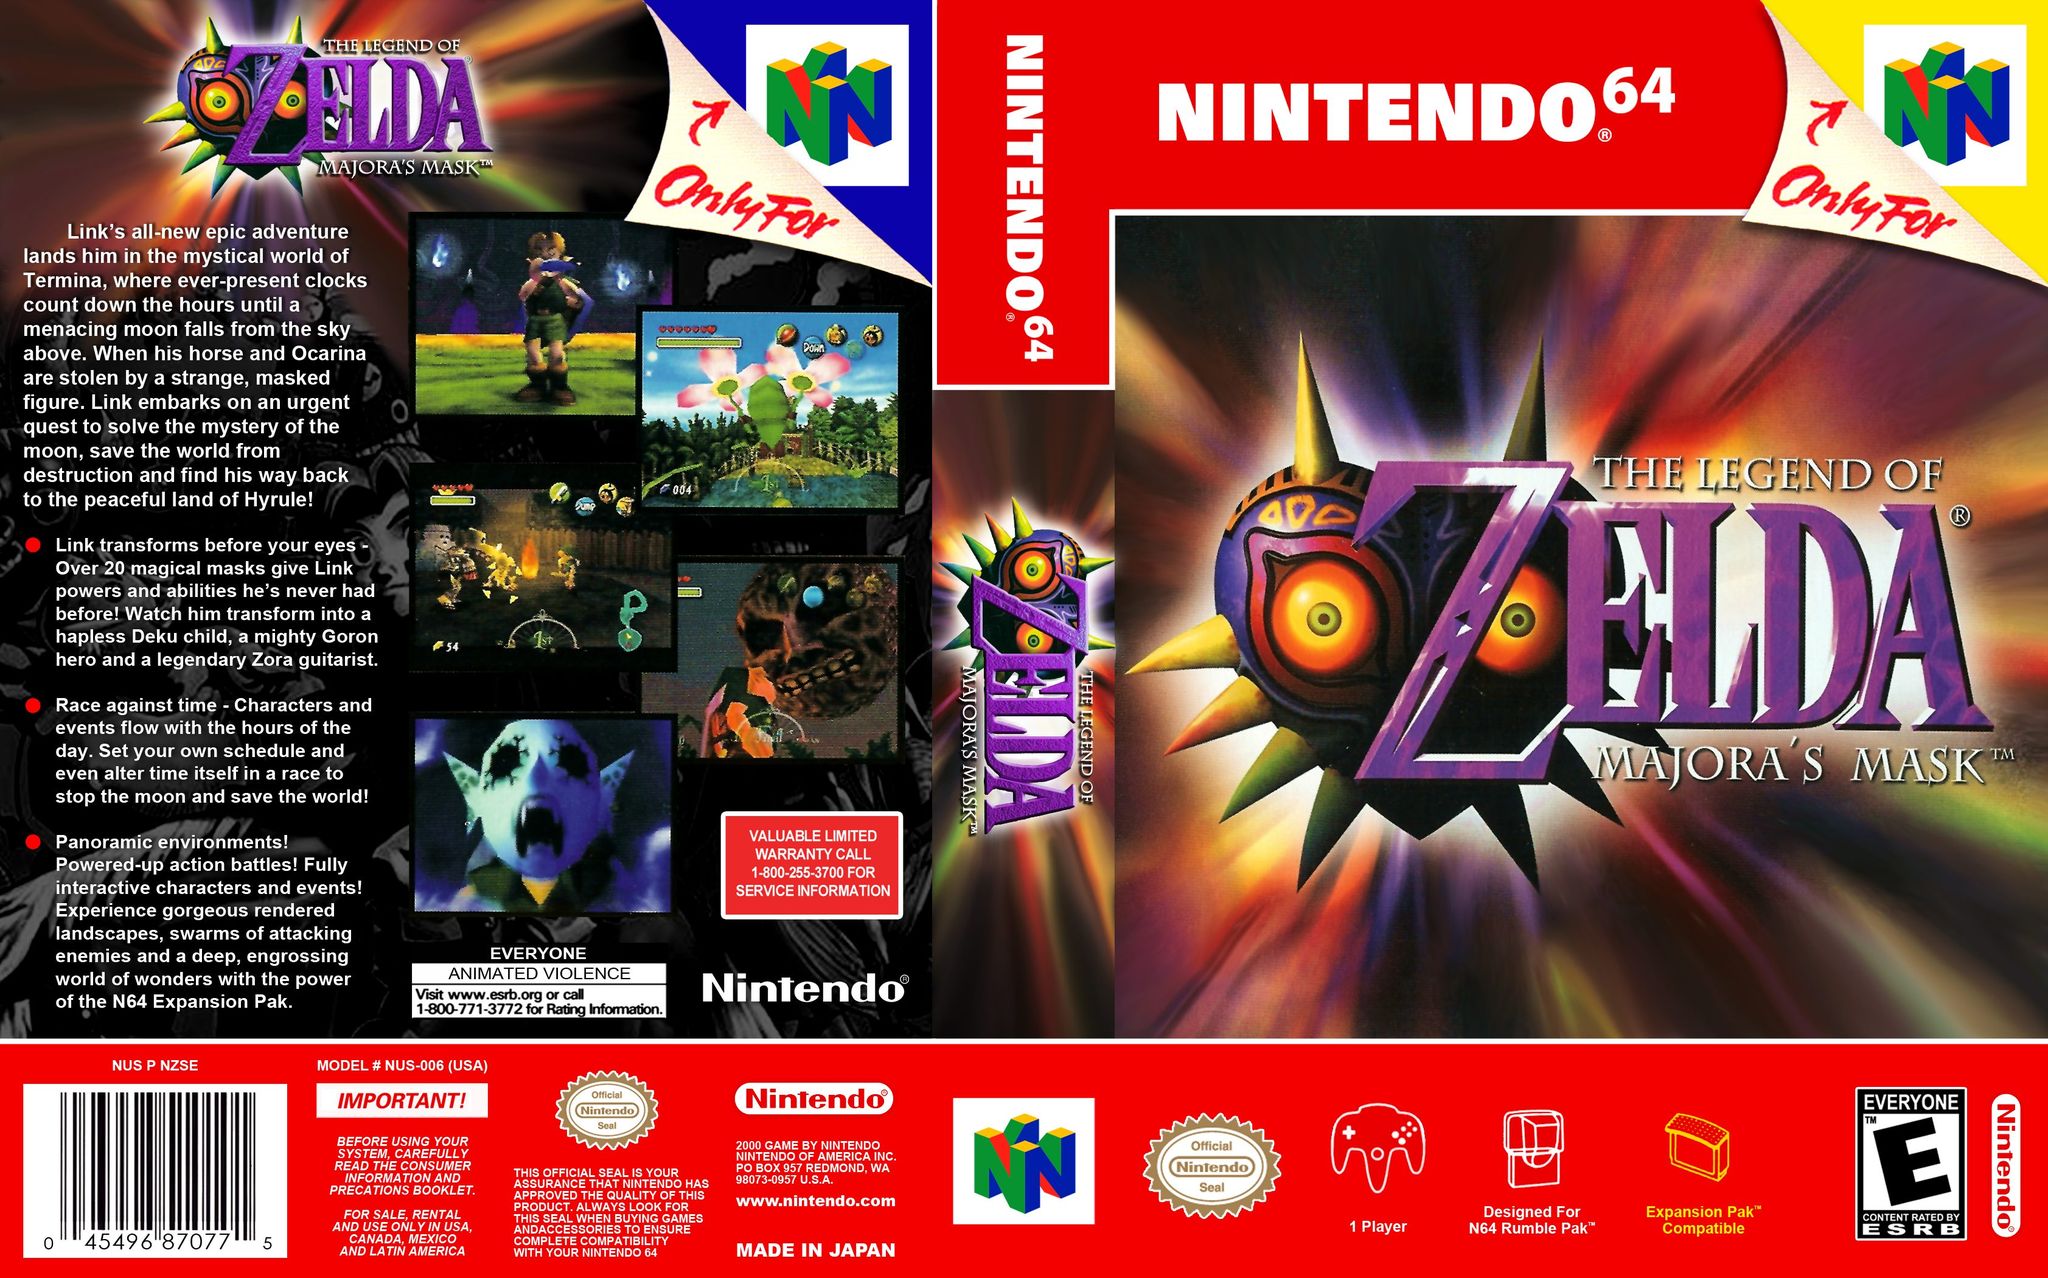 THE LEGEND OF
ZELDA®
MAJORA'S MASK™
Only For
Link's all-new epic adventure
lands him in the mystical world of
Termina, where ever-present clocks
count down the hours until a
menacing moon falls from the sky
above. When his horse and Ocarina
are stolen by a strange, masked
figure. Link embarks on an urgent
quest to solve the mystery of the
moon, save the world from
destruction and find his way back
to the peaceful land of Hyrule!
Link transforms before your eyes -
Over 20 magical masks give Link
powers and abilities he's never had
before! Watch him transform into a
hapless Deku child, a mighty Goron
hero and a legendary Zora guitarist.
Race against time - Characters and
events flow with the hours of the
day. Set your own schedule and
even alter time itself in a race to
stop the moon and save the world!
Panoramic environments!
Powered-up action battles! Fully
interactive characters and events!
Experience gorgeous rendered
landscapes, swarms of attacking
enemies and a deep, engrossing
world of wonders with the power
of the N64 Expansion Pak.
Down
004
1st
Jump
54
1st
VALUABLE LIMITED
WARRANTY CALL
1-800-255-3700 FOR
SERVICE INFORMATION
EVERYONE
ANIMATED VIOLENCE
Visit www.esrb.org or call
1-800-771-3772 for Rating Information.
Nintendo®
NUS P NZSE
0 45496 87077 5
MODEL # NUS-006 (USA)
IMPORTANT!
BEFORE USING YOUR
SYSTEM, CAREFULLY
READ THE CONSUMER
INFORMATION AND
PRECATIONS BOOKLET.
FOR SALE, RENTAL
AND USE ONLY IN USA,
CANADA, MEXICO
AND LATIN AMERICA
Official
Nintendo
Seal
THIS OFFICIAL SEAL IS YOUR
ASSURANCE THAT NINTENDO HAS
APPROVED THE QUALITY OF THIS
PRODUCT. ALWAYS LOOK FOR
THIS SEAL WHEN BUYING GAMES
ANDACCESSORIES TO ENSURE
COMPLETE COMPATIBILITY
WITH YOUR NINTENDO 64
Nintendo®
2000 GAME BY NINTENDO
NINTENDO OF AMERICA INC.
PO BOX 957 REDMOND, WA
98073-0957 U.S.A.
www.nintendo.com
MADE IN JAPAN
NINTENDO®64
THE LEGEND OF
ZELDA
MAJORA'S MASK™
NINTENDO®64
Only For
THE LEGEND OF
ZELDA®
MAJORA'S MASK™
Official
Nintendo
Seal
1 Player
Designed For
N64 Rumble Pak™
Expansion Pak™
Compatible
EVERYONE
™
E
CONTENT RATED BY
ESRB
Nintendo®